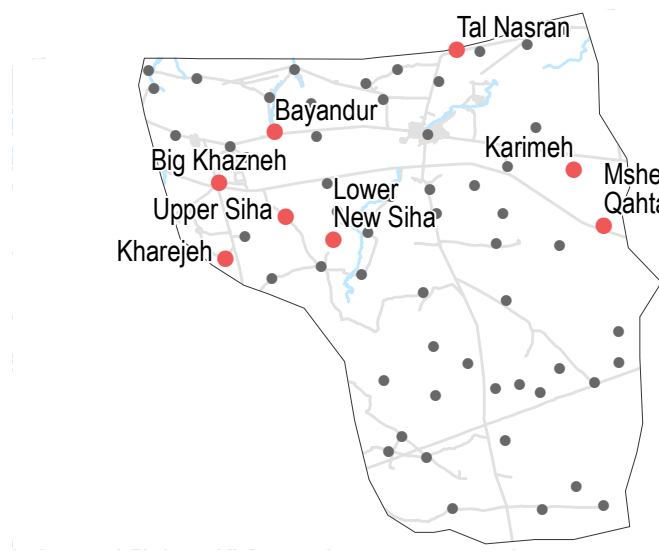 Tal Nasran
Bayandur
Big Khazneh
Karimeh
Upper Siha
Lower
New Siha
Kharejeh